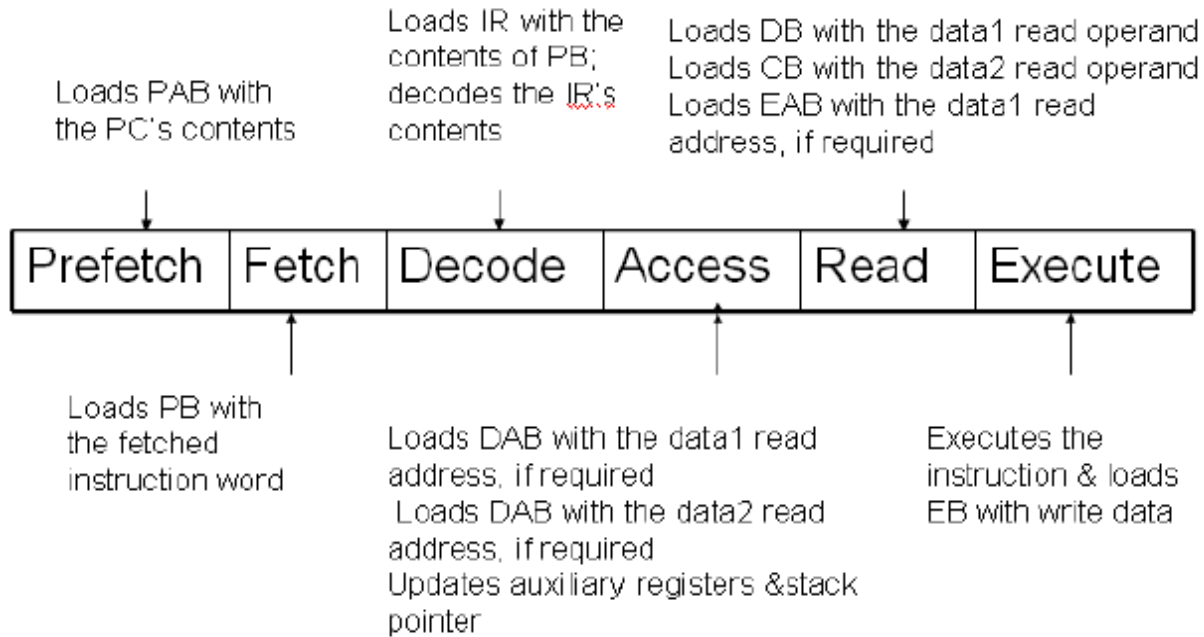 Loads PAB with
the PC's contents
Loads IR with the
contents of PB;
decodes the IR's
contents
Loads DB with the data1 read operand
Loads CB with the data2 read operand
Loads EAB with the data1 read
address, if required
Prefetch
Fetch
Decode
Access
Read
Execute
Loads PB with
the fetched
instruction word
Loads DAB with the data1 read
address, if required
Loads DAB with the data2 read
address, if required
Updates auxiliary registers &stack
pointer
Executes the
instruction & loads
EB with write data